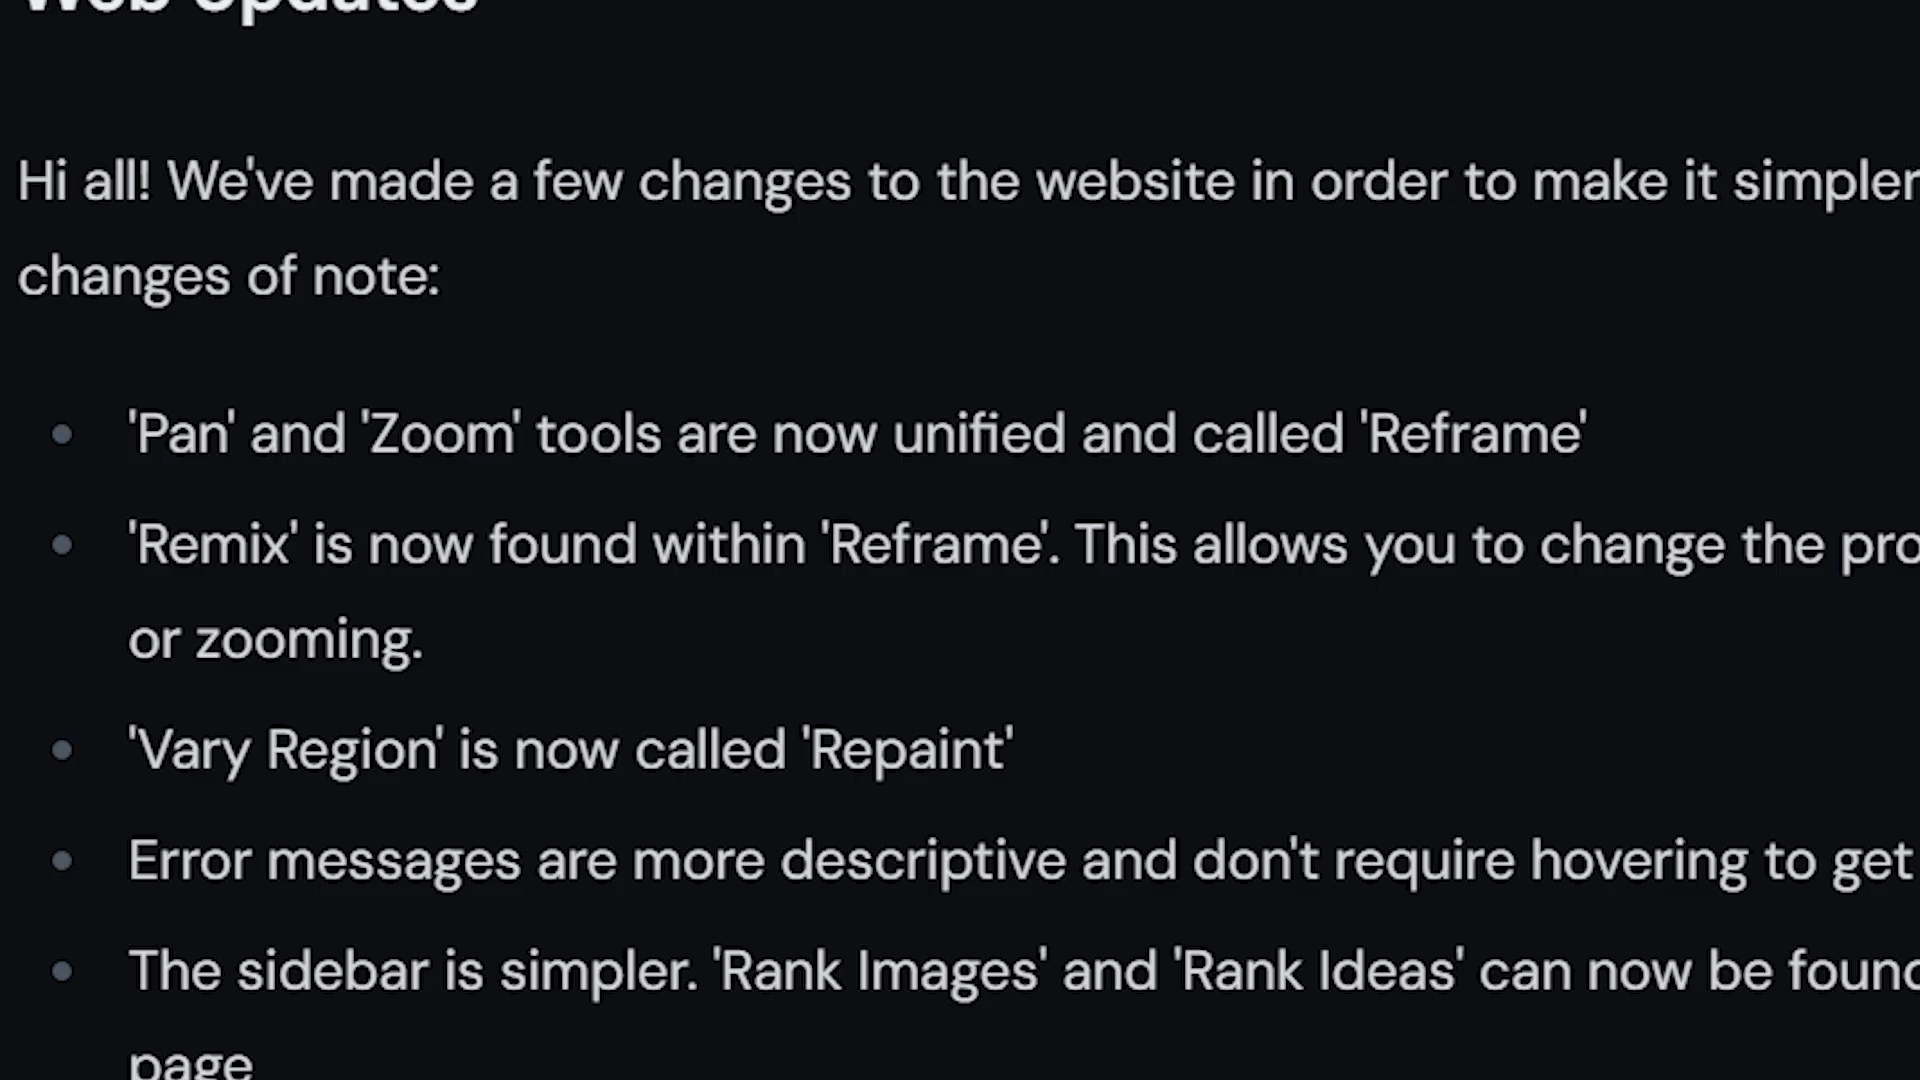 Web Updates
Hi all! We've made a few changes to the website in order to make it simpler
changes of note:
'Pan' and 'Zoom' tools are now unified and called 'Reframe'
'Remix' is now found within 'Reframe'. This allows you to change the pro
or zooming.
'Vary Region' is now called 'Repaint'
Error messages are more descriptive and don't require hovering to get
The sidebar is simpler. 'Rank Images' and 'Rank Ideas' can now be found
page